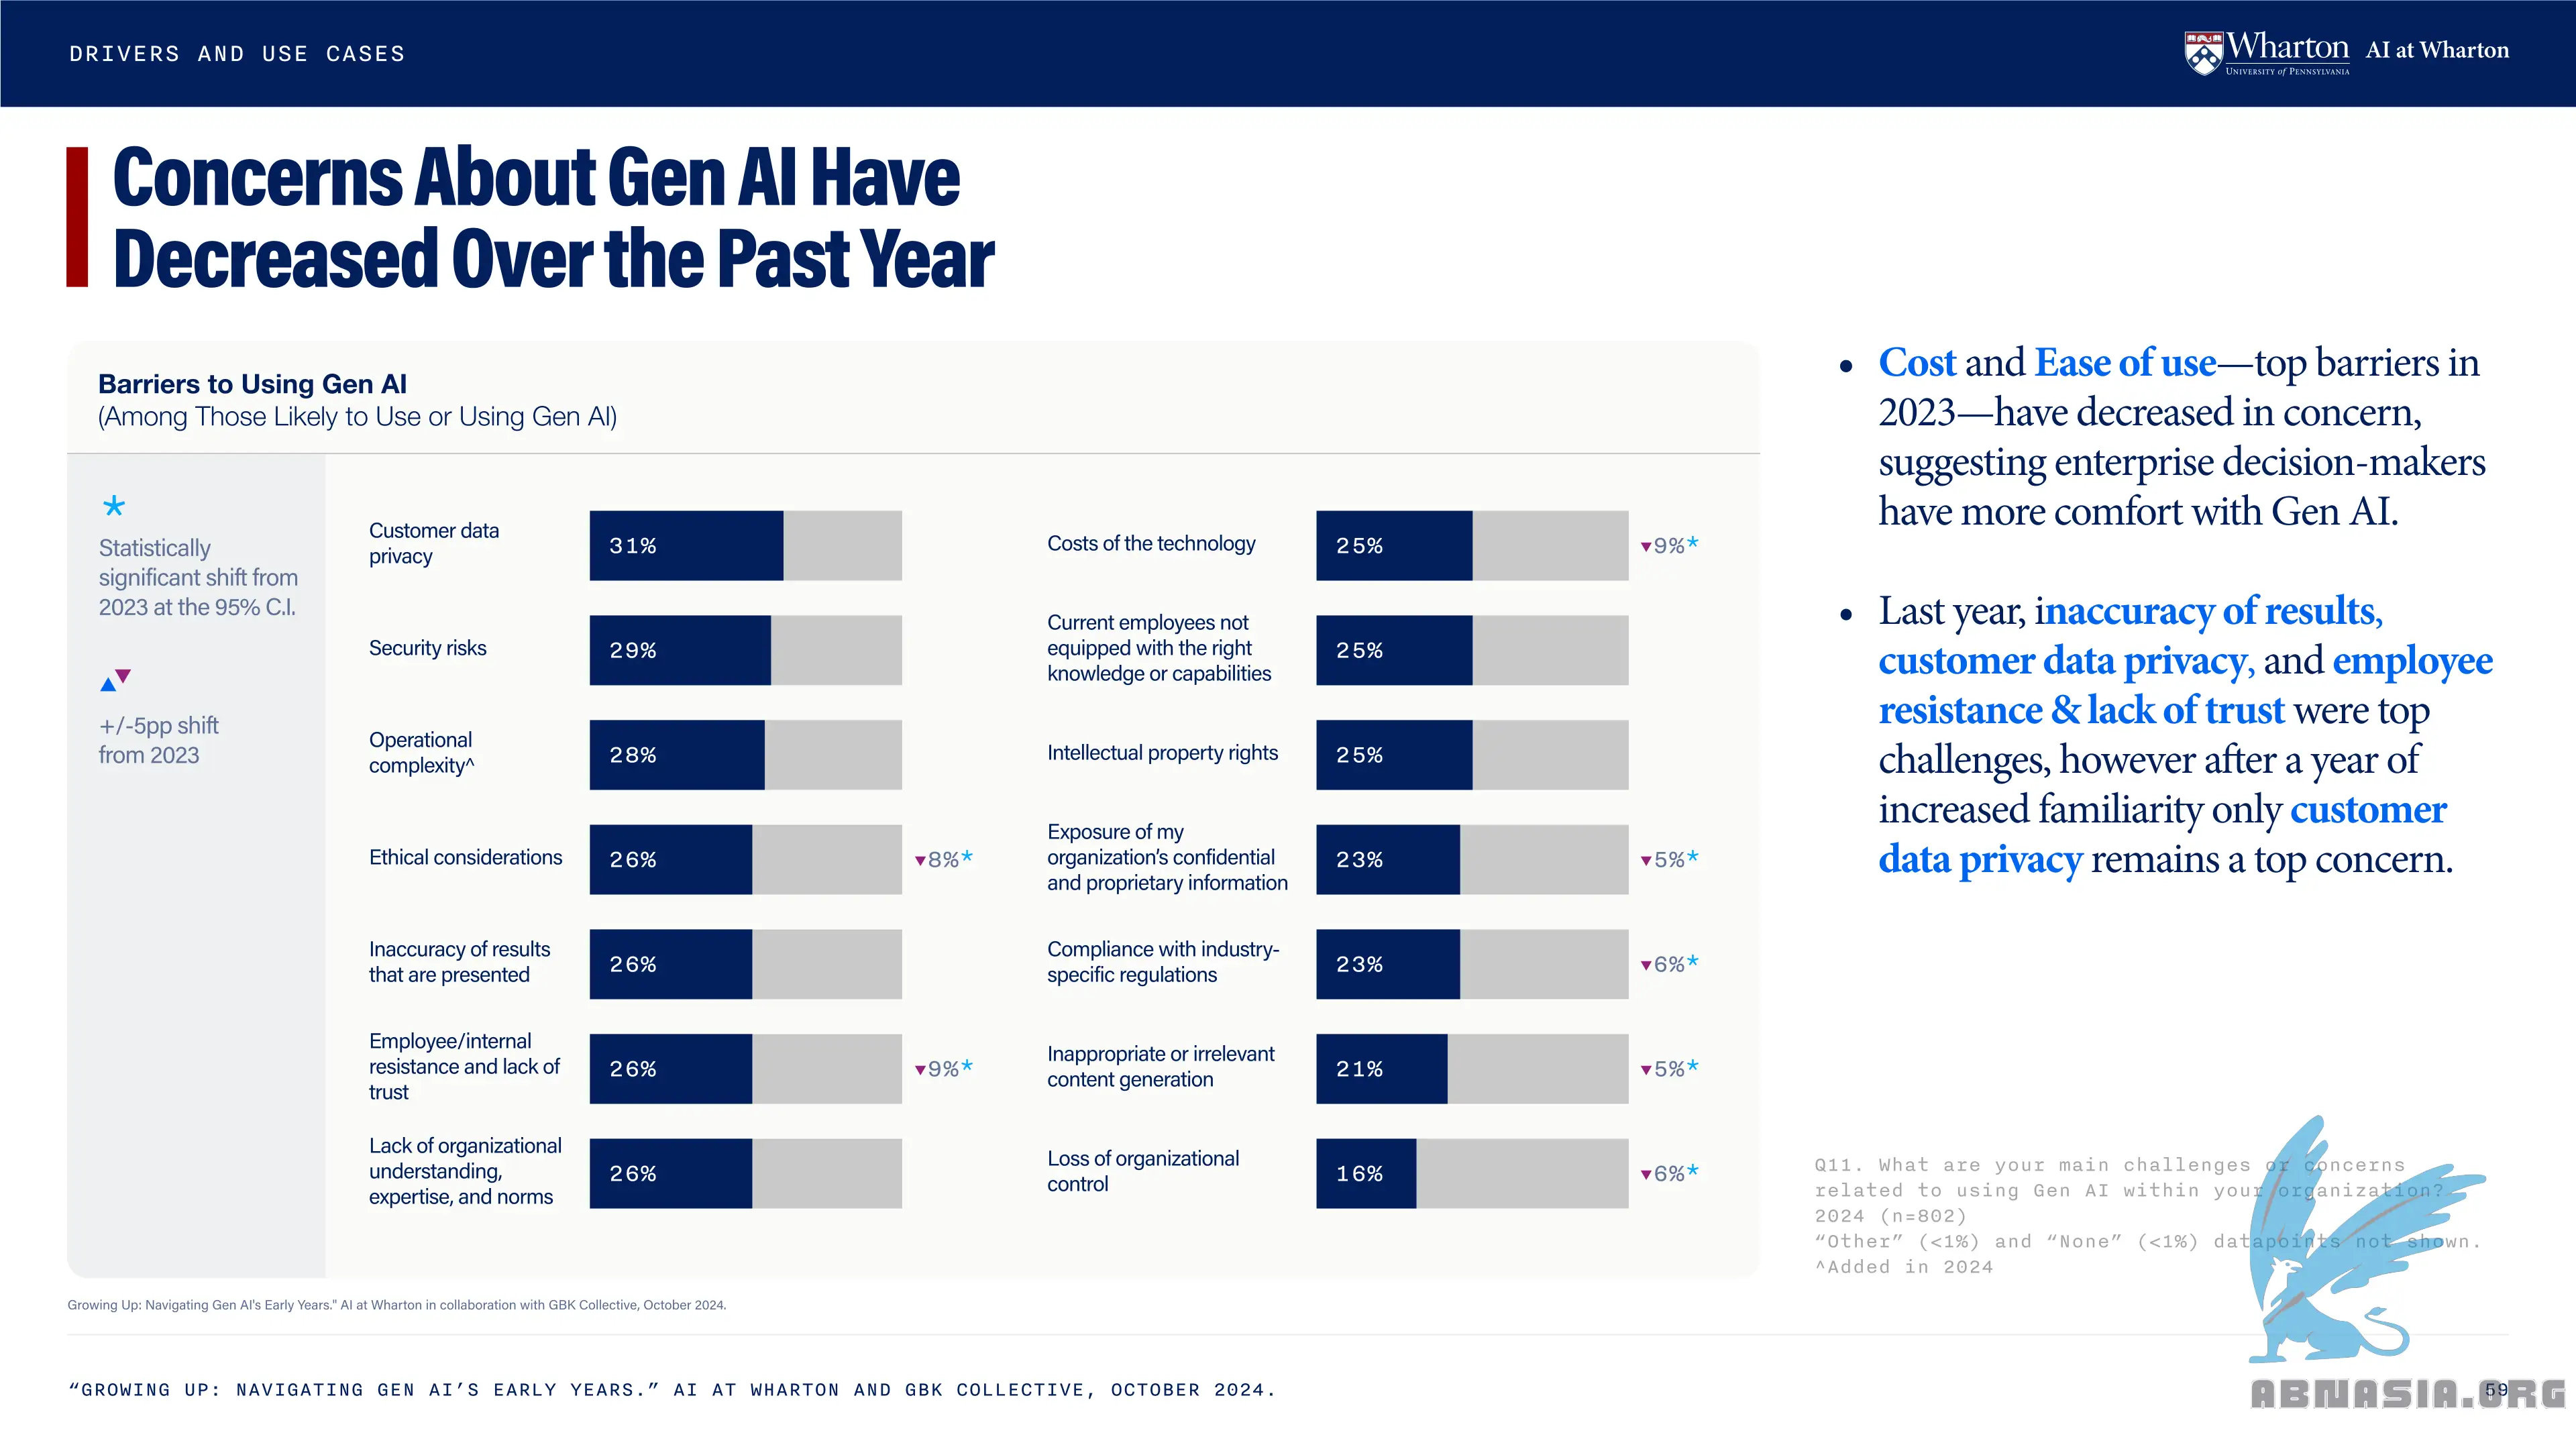 DRIVERS AND USE CASES
Wharton
UNIVERSITY of PENNSYLVANIA
AI at Wharton
Concerns About Gen AI Have
Decreased Over the Past Year
Barriers to Using Gen AI
(Among Those Likely to Use or Using Gen AI)
*
Statistically
significant shift from
2023 at the 95% C.I.
▲▼
+/-5pp shift
from 2023
Customer data
privacy
31%
Security risks
29%
Operational
complexity^
28%
Ethical considerations
26%
▼8%*
Inaccuracy of results
that are presented
26%
Employee/internal
resistance and lack of
trust
26%
▼9%*
Lack of organizational
understanding,
expertise, and norms
26%
Costs of the technology
25%
▼9%*
Current employees not
equipped with the right
knowledge or capabilities
25%
Intellectual property rights
25%
Exposure of my
organization's confidential
and proprietary information
23%
▼5%*
Compliance with industry-
specific regulations
23%
▼6%*
Inappropriate or irrelevant
content generation
21%
▼5%*
Loss of organizational
control
16%
▼6%*
• Cost and Ease of use—top barriers in
2023—have decreased in concern,
suggesting enterprise decision-makers
have more comfort with Gen AI.
• Last year, inaccuracy of results,
customer data privacy, and employee
resistance & lack of trust were top
challenges, however after a year of
increased familiarity only customer
data privacy remains a top concern.
Q11. What are your main challenges or concerns
related to using Gen AI within your organization?
2024 (n=802)
“Other” (<1%) and “None” (<1%) datapoints not shown.
^Added in 2024
Growing Up: Navigating Gen AI's Early Years." AI at Wharton in collaboration with GBK Collective, October 2024.
“GROWING UP: NAVIGATING GEN AI’S EARLY YEARS.” AI AT WHARTON AND GBK COLLECTIVE, OCTOBER 2024.
59
ABNASIA.ORG